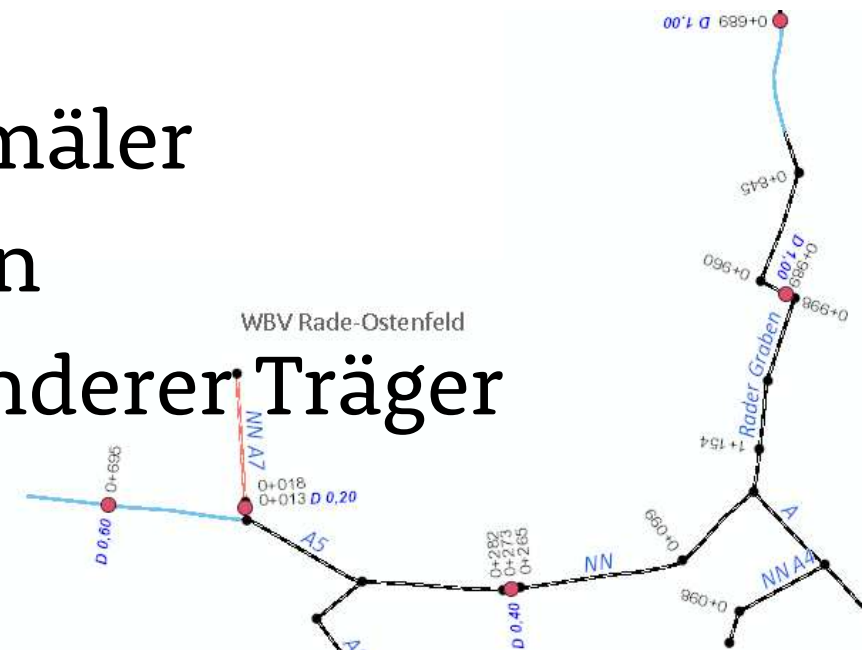 0+689 D 1,00
mäler
0+845
n
D 1,00
0+989
0+960
0+998
WBV Rade-Ostenfeld
Rader Graben
nderer Träger
NN A7
1+154
0+695
0+018
0+013 D 0,20
D 0,60
A5
0+282
0+273
0+265
NN
0+099
A
NN A4
0+098
D 0,40